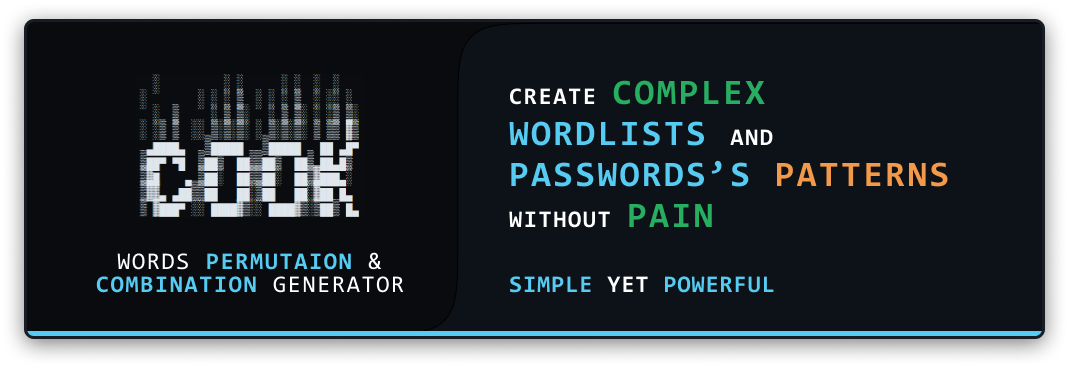 COOK
WORDS PERMUTAION &
COMBINATION GENERATOR
CREATE COMPLEX
WORDLISTS AND
PASSWORDS’S PATTERNS
WITHOUT PAIN
SIMPLE YET POWERFUL